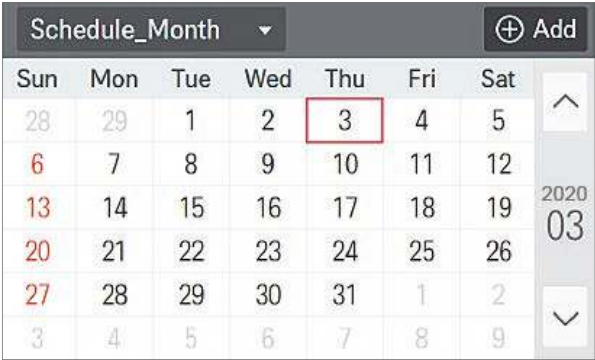 Schedule_Month Add
Sun Mon Tue Wed Thu Fri Sat
28 29 1 2 3 4 5
6 7 8 9 10 11 12
13 14 15 16 17 18 19
20 21 22 23 24 25 26
27 28 29 30 31 1 2
3 4 5 6 7 8 9
2020
03